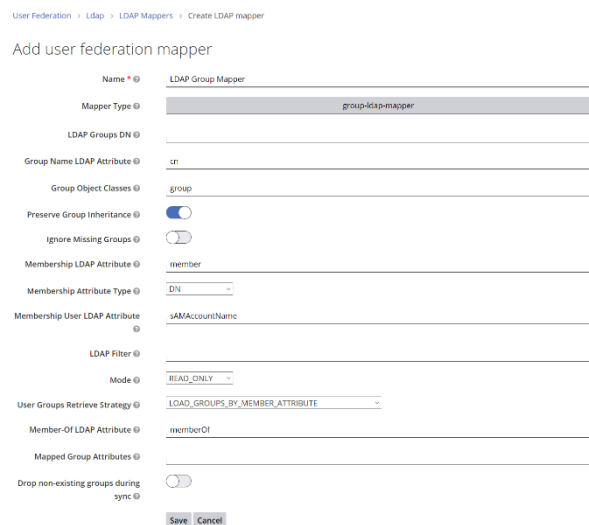 User Federation > Ldap > LDAP Mappers > Create LDAP mapper
Add user federation mapper
Name * LDAP Group Mapper
Mapper Type group-ldap-mapper
LDAP Groups DN
Group Name LDAP Attribute cn
Group Object Classes group
Preserve Group Inheritance
Ignore Missing Groups
Membership LDAP Attribute member
Membership Attribute Type DN
Membership User LDAP Attribute sAMAccountName
LDAP Filter
Mode READ_ONLY
User Groups Retrieve Strategy LOAD_GROUPS_BY_MEMBER_ATTRIBUTE
Member-Of LDAP Attribute memberOf
Mapped Group Attributes
Drop non-existing groups during
sync
Save Cancel